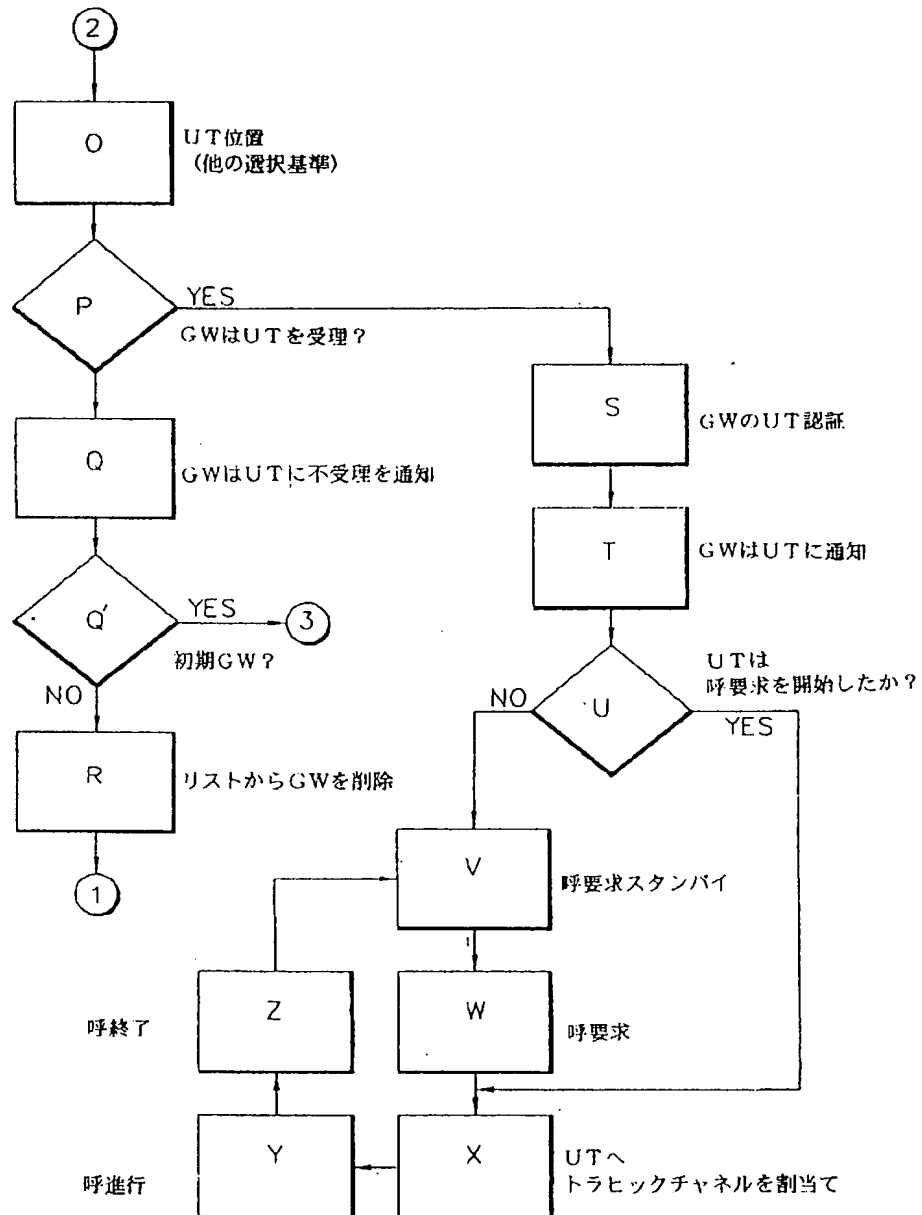 2
O
UT位置
(他の選択基準)
P
YES
GWはUTを受理？
S
GWのUT認証
Q
GWはUTに不受理を通知
T
GWはUTに通知
Q'
YES
3
初期GW？
NO
UTは
呼要求を開始したか？
U
NO
YES
R
リストからGWを削除
1
V
呼要求スタンバイ
Z
呼終了
W
呼要求
Y
呼進行
X
UTへ
トラヒックチャネルを割当て